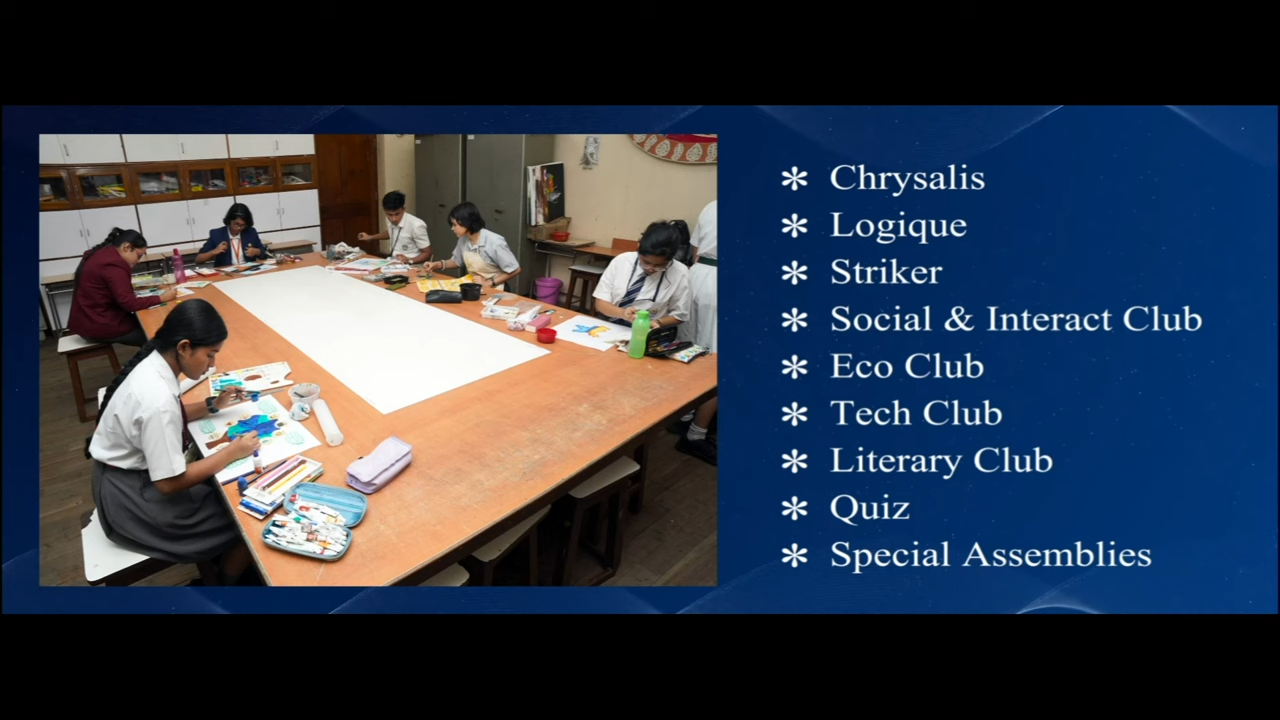 * Chrysalis
* Logique
* Striker
* Social & Interact Club
* Eco Club
* Tech Club
* Literary Club
* Quiz
* Special Assemblies